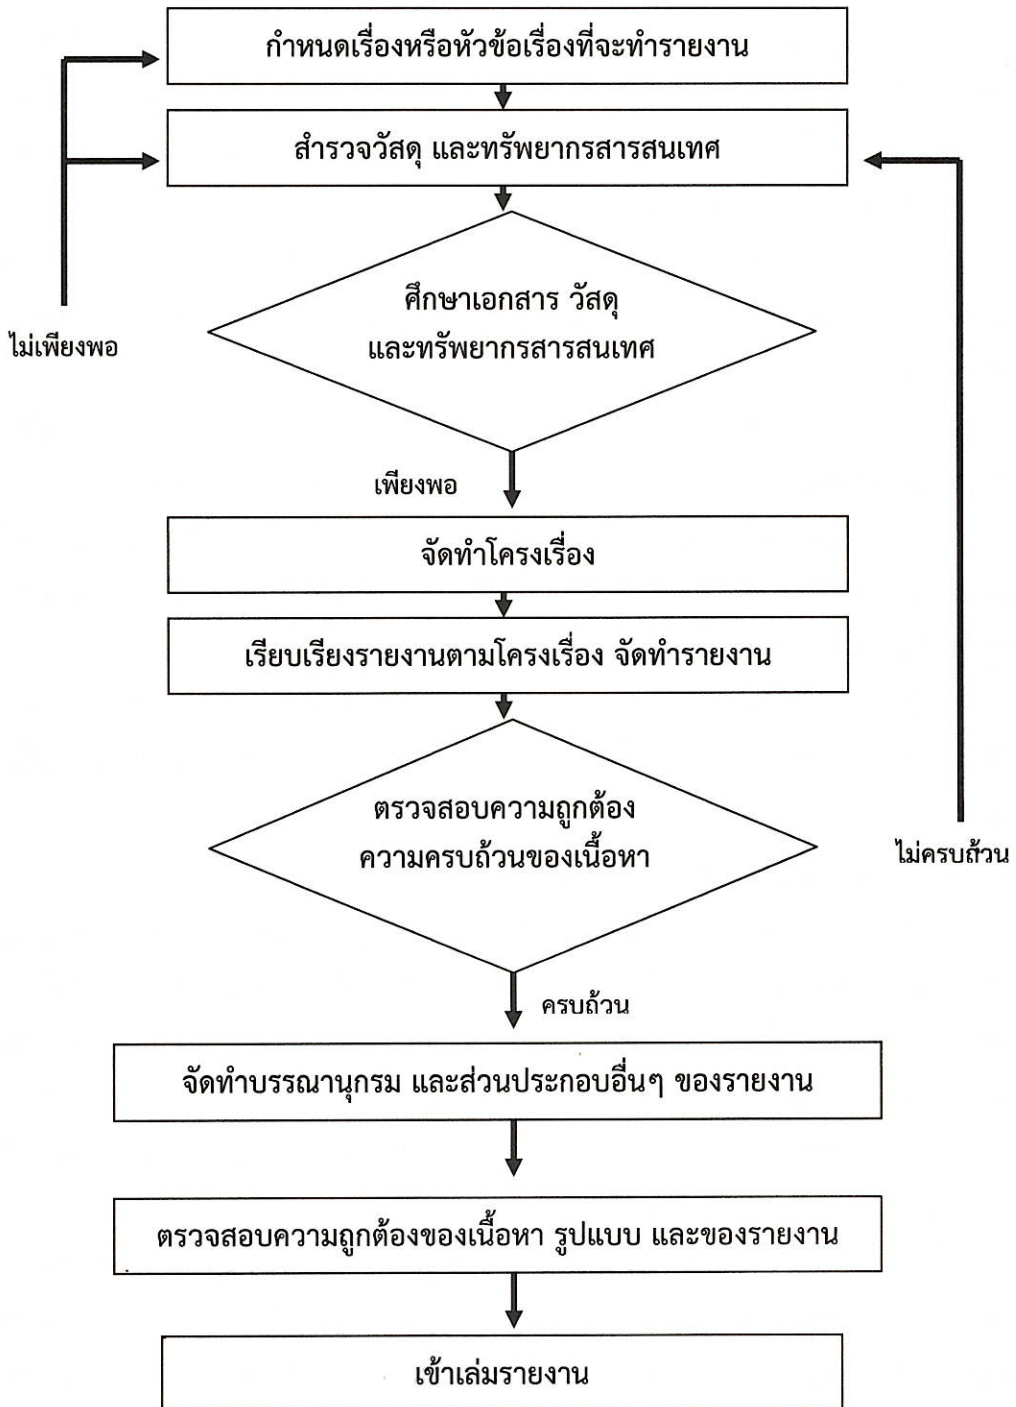 กำหนดเรื่องหรือหัวข้อเรื่องที่จะทำรายงาน
สำรวจวัสดุ และทรัพยากรสารสนเทศ
ศึกษาเอกสาร วัสดุ
และทรัพยากรสารสนเทศ
ไม่เพียงพอ
เพียงพอ
จัดทำโครงเรื่อง
เรียบเรียงรายงานตามโครงเรื่อง จัดทำรายงาน
ตรวจสอบความถูกต้อง
ความครบถ้วนของเนื้อหา
ไม่ครบถ้วน
ครบถ้วน
จัดทำบรรณานุกรม และส่วนประกอบอื่นๆ ของรายงาน
ตรวจสอบความถูกต้องของเนื้อหา รูปแบบ และของรายงาน
เข้าเล่มรายงาน